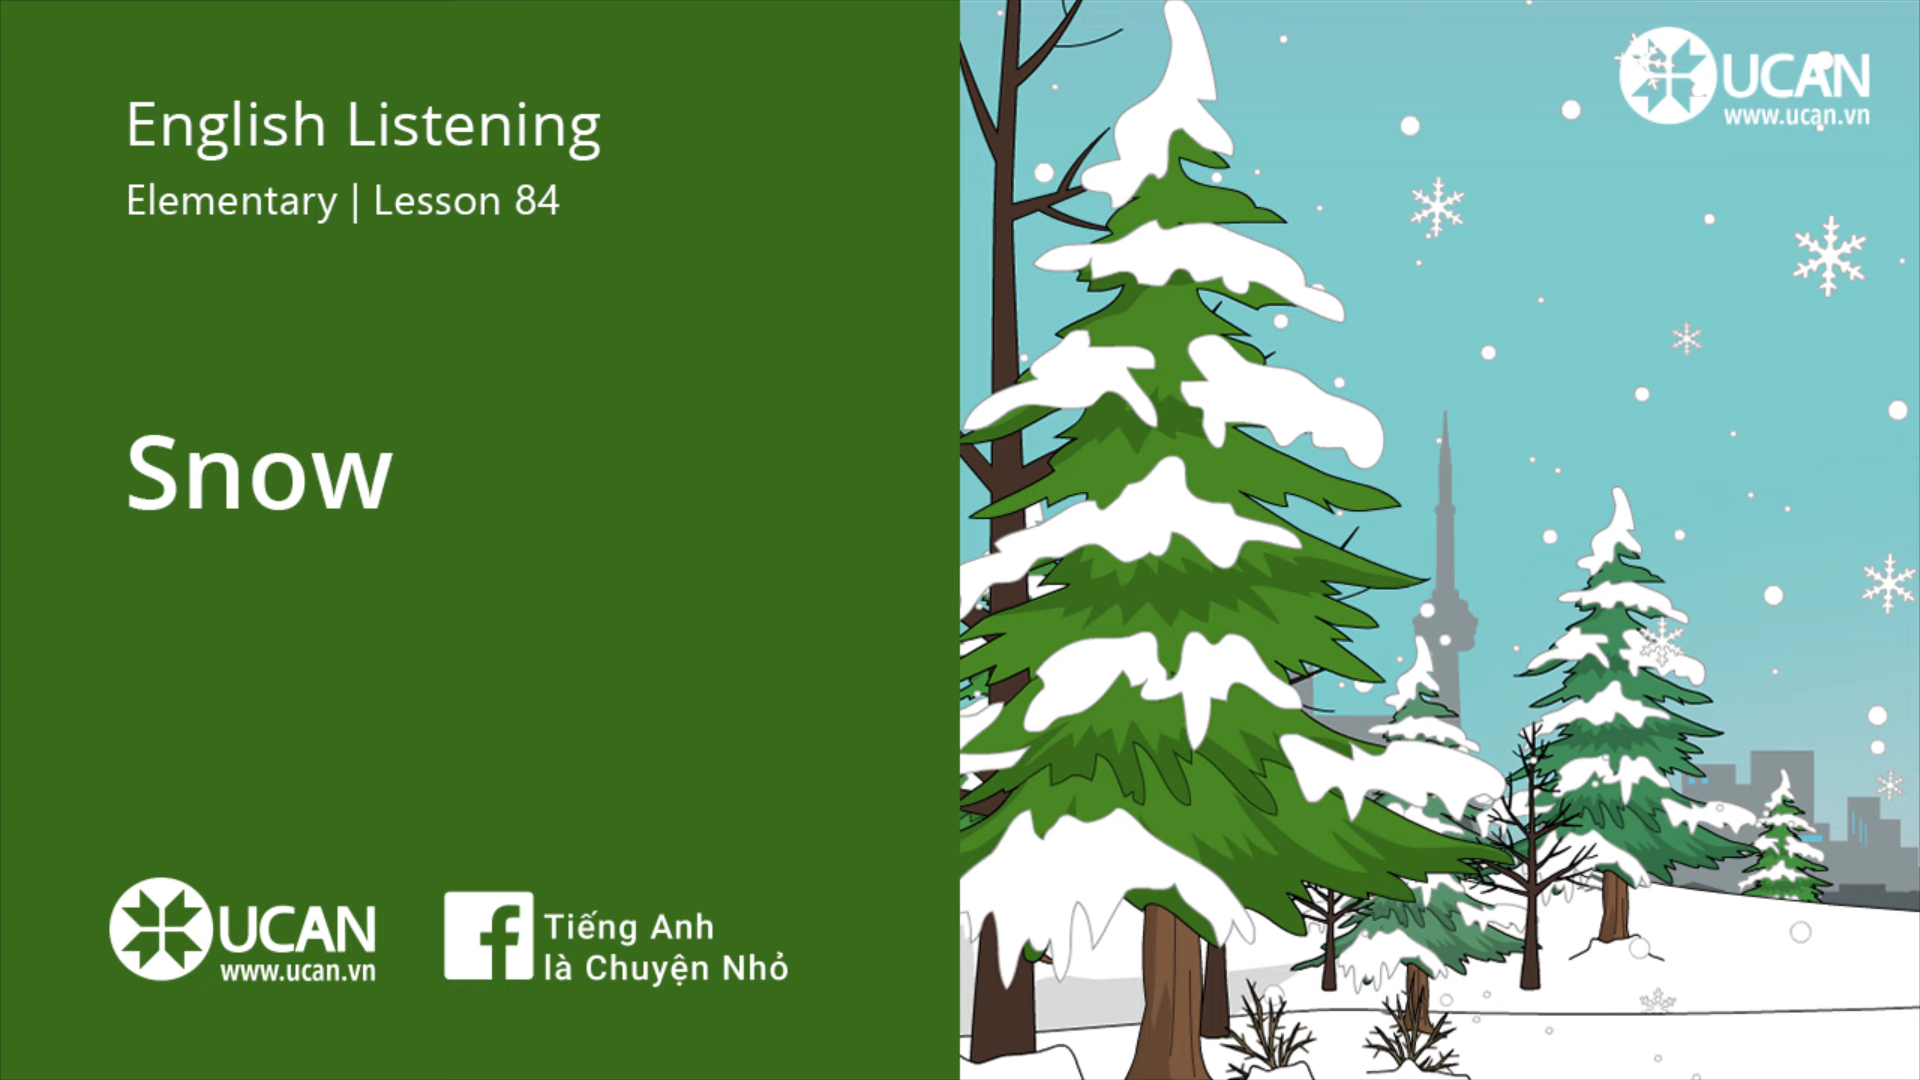 English Listening
Elementary | Lesson 84
Snow
UCAN
www.ucan.vn
Tiếng Anh
là Chuyện Nhỏ
UCAN
www.ucan.vn